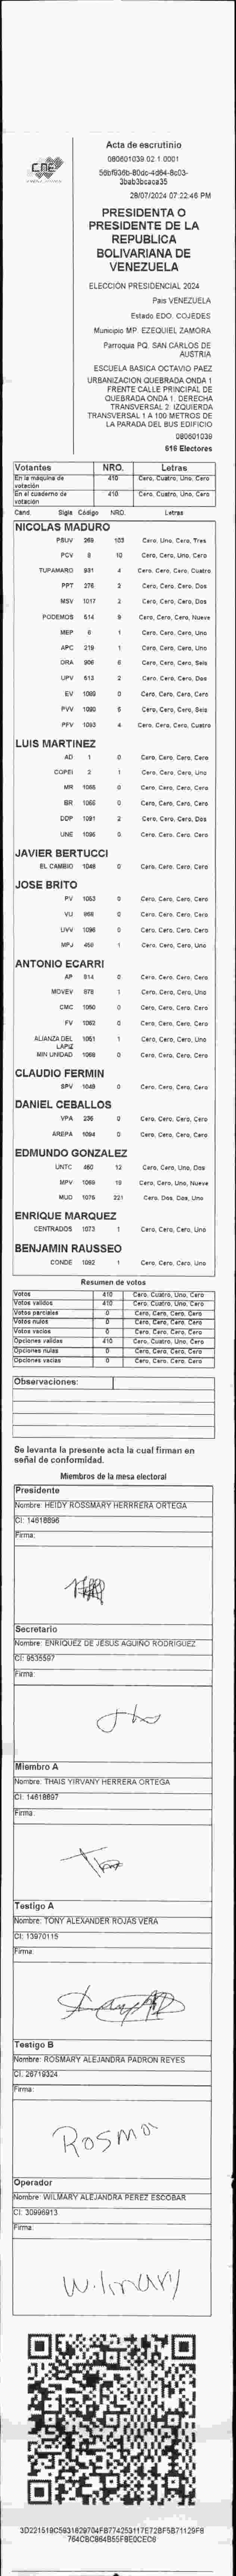 CNE
Acta de escrutinio
080601039.02.1.0001
28/07/2024 07:22:46 PM
PRESIDENTA O
PRESIDENTE DE LA
REPUBLICA
BOLIVARIANA DE
VENEZUELA
ELECCIÓN PRESIDENCIAL 2024
Pais VENEZUELA
Estado EDO. COJEDES
Municipio MP. EZEQUIEL ZAMORA
Parroquia PQ. SAN CARLOS DE
AUSTRIA
ESCUELA BASICA OCTAVIO PAEZ
URBANIZACION QUEBRADA ONDA 1
FRENTE CALLE PRINCIPAL DE
QUEBRADA ONDA 1. DERECHA
TRANSVERSAL 2. IZQUIERDA
TRANSVERSAL 1 A 100 METROS DE
LA PARADA DEL BUS EDIFICIO
080601039
616 Electores
Votantes NRO. Letras
En la máquina de votación 410 Cero, Cuatro, Uno, Cero
En el cuaderno de votación 410 Cero, Cuatro, Uno, Cero
Cand. Sigla Código NRO. Letras
NICOLAS MADURO
PSUV 269 103 Cero, Uno, Cero, Tres
PCV 8 10 Cero, Cero, Uno, Cero
TUPAMARO 931 4 Cero, Cero, Cero, Cuatro
PPT 276 2 Cero, Cero, Cero, Dos
MSV 1017 2 Cero, Cero, Cero, Dos
PODEMOS 514 9 Cero, Cero, Cero, Nueve
MEP 6 1 Cero, Cero, Cero, Uno
APC 219 1 Cero, Cero, Cero, Uno
ORA 906 6 Cero, Cero, Cero, Seis
UPV 613 2 Cero, Cero, Cero, Dos
EV 1089 0 Cero, Cero, Cero, Cero
PVV 1090 6 Cero, Cero, Cero, Seis
PFV 1093 4 Cero, Cero, Cero, Cuatro
LUIS MARTINEZ
AD 1 0 Cero, Cero, Cero, Cero
COPEI 2 1 Cero, Cero, Cero, Uno
MR 1065 0 Cero, Cero, Cero, Cero
BR 1056 0 Cero, Cero, Cero, Cero
DDP 1091 2 Cero, Cero, Cero, Dos
UNE 1095 0 Cero, Cero, Cero, Cero
JAVIER BERTUCCI
EL CAMBIO 1048 0 Cero, Cero, Cero, Cero
JOSE BRITO
PV 1053 0 Cero, Cero, Cero, Cero
VU 968 0 Cero, Cero, Cero, Cero
UVV 1096 0 Cero, Cero, Cero, Cero
MPJ 450 1 Cero, Cero, Cero, Uno
ANTONIO ECARRI
AP 814 0 Cero, Cero, Cero, Cero
MOVEV 878 1 Cero, Cero, Cero, Uno
CMC 1050 0 Cero, Cero, Cero, Cero
FV 1062 0 Cero, Cero, Cero, Cero
ALIANZA DEL LAPIZ 1051 1 Cero, Cero, Cero, Uno
MIN UNIDAD 1068 0 Cero, Cero, Cero, Cero
CLAUDIO FERMIN
SPV 1049 0 Cero, Cero, Cero, Cero
DANIEL CEBALLOS
VPA 236 0 Cero, Cero, Cero, Cero
AREPA 1094 0 Cero, Cero, Cero, Cero
EDMUNDO GONZALEZ
UNTC 460 12 Cero, Cero, Uno, Dos
MPV 1069 19 Cero, Cero, Uno, Nueve
MUD 1075 221 Cero, Dos, Dos, Uno
ENRIQUE MARQUEZ
CENTRADOS 1073 1 Cero, Cero, Cero, Uno
BENJAMIN RAUSSEO
CONDE 1092 1 Cero, Cero, Cero, Uno
Resumen de votos
Votos 410 Cero, Cuatro, Uno, Cero
Votos validos 410 Cero, Cuatro, Uno, Cero
Votos parciales 0 Cero, Cero, Cero, Cero
Votos nulos 0 Cero, Cero, Cero, Cero
Votos vacios 0 Cero, Cero, Cero, Cero
Opciones validas 410 Cero, Cuatro, Uno, Cero
Opciones nulas 0 Cero, Cero, Cero, Cero
Opciones vacias 0 Cero, Cero, Cero, Cero
Observaciones:
Se levanta la presente acta la cual firman en
señal de conformidad.
Miembros de la mesa electoral
Presidente
Nombre: HEIDY ROSSMARY HERRRERA ORTEGA
CI: 14618896
Firma:
Secretario
Nombre: ENRIQUEZ DE JESUS AGUIÑO RODRIGUEZ
CI: 9535597
Firma:
Miembro A
Nombre: THAIS YIRVANY HERRERA ORTEGA
CI: 14618897
Firma:
Testigo A
Nombre: TONY ALEXANDER ROJAS VERA
CI: 13970115
Firma:
Testigo B
Nombre: ROSMARY ALEJANDRA PADRON REYES
CI: 26719324
Firma:
Rosmar
Operador
Nombre: WILMARY ALEJANDRA PEREZ ESCOBAR
CI: 30996913
Firma:
Wilmary